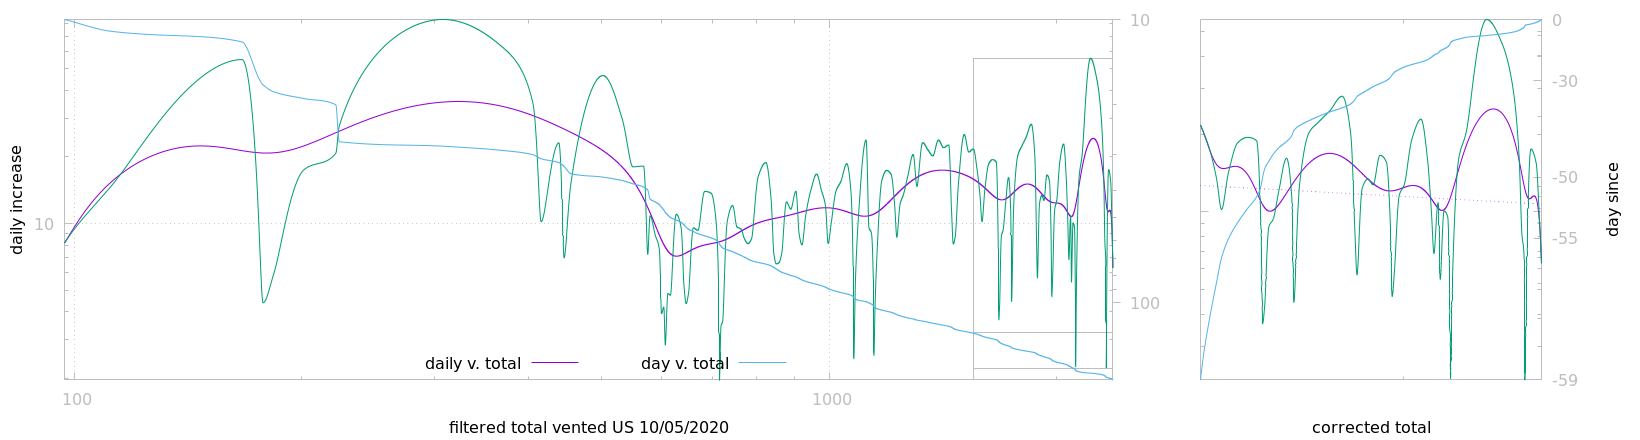 10
0
-30
-50
-55
-59
10
100
daily increase
day since
daily v. total
day v. total
100
1000
filtered total vented US 10/05/2020
corrected total